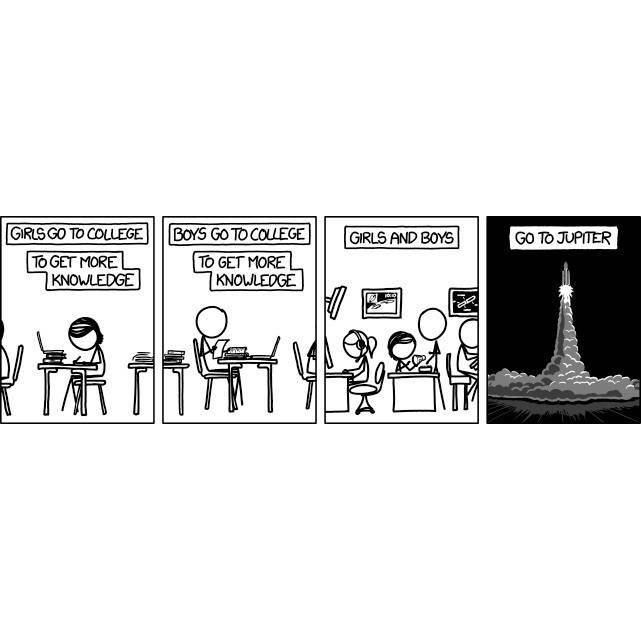 GIRLS GO TO COLLEGE
TO GET MORE
KNOWLEDGE
BOYS GO TO COLLEGE
TO GET MORE
KNOWLEDGE
GIRLS AND BOYS
GO TO JUPITER